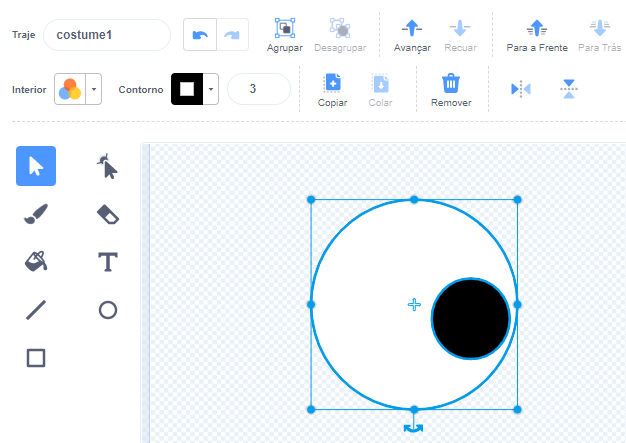 Traje costume1
Agrupar Desagrupar Avançar Recuar Para a Frente Para Trás
Interior Contorno 3
Copiar Colar Remover
T